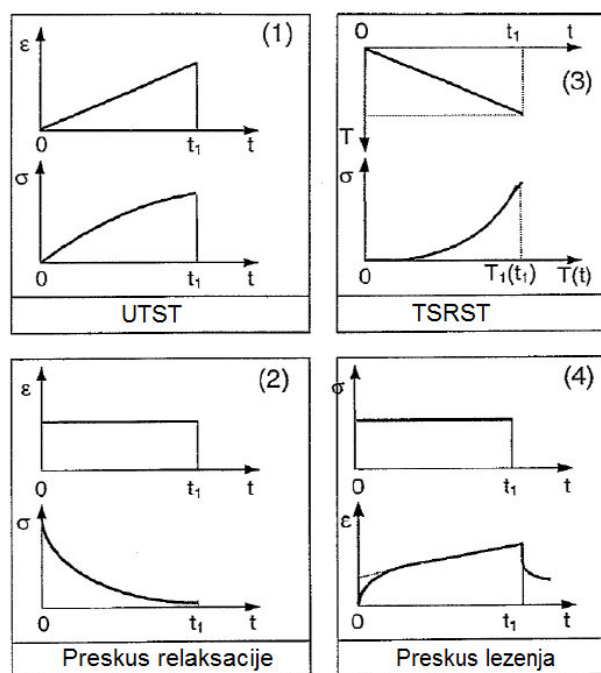 (1)
ε
0 t₁ t
σ
0 t₁ t
UTST
0 t₁ t
(3)
T
σ
0 T₁(t₁) T(t)
TSRST
(2)
ε
0 t₁ t
σ
0 t₁ t
Preskus relaksacije
(4)
σ
0 t₁ t
ε
0 t₁ t
Preskus lezenja